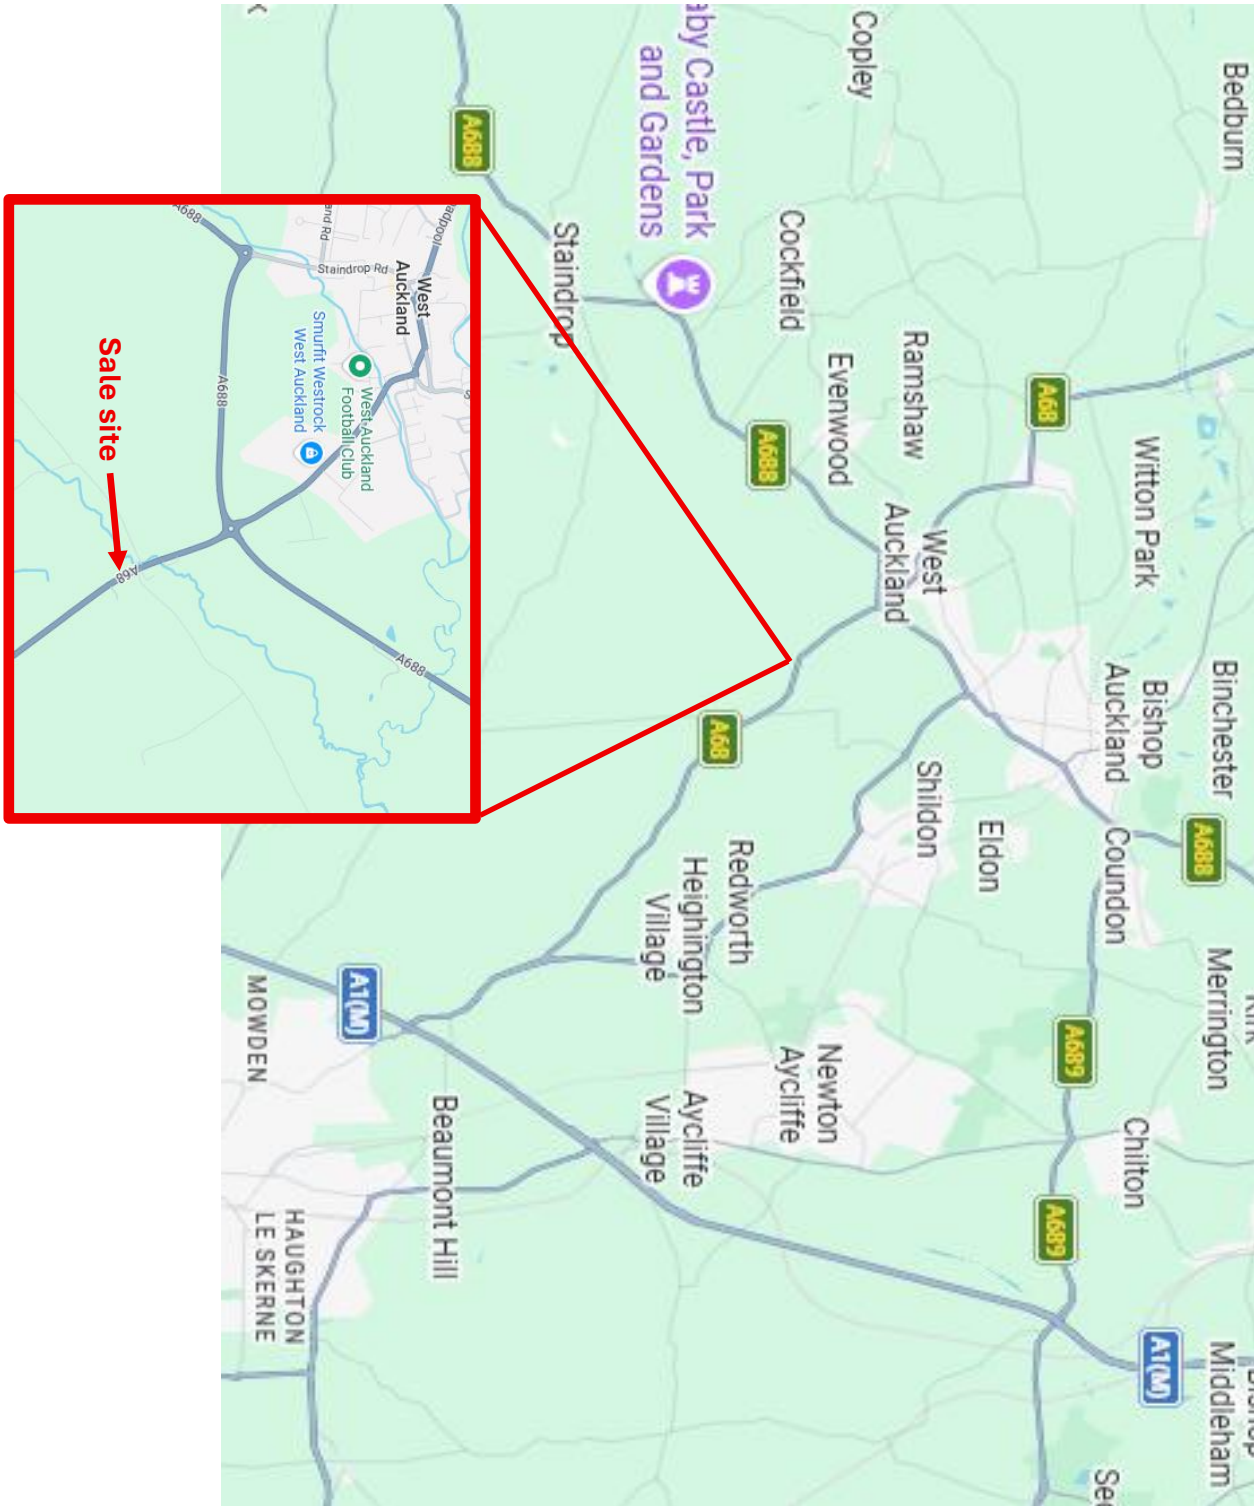 Bedburn
Copley
aby Castle, Park
and Gardens
A688
Staindrop
Cockfield
Ramshaw
Evenwood
A68
A688
Witton Park
West
Auckland
Binchester
Bishop
Auckland
A68
Shildon
Eldon
Coundon
A688
Redworth
Heighington
Village
Merrington
A1(M)
MOWDEN
Newton
Aycliffe
A689
Aycliffe
Village
Beaumont Hill
Chilton
A689
HAUGHTON
LE SKERNE
A1(M)
Middleham
A688
and Rd
Staindrop Rd
West
Auckland
Smurfit Westrock
West Auckland
West Auckland
Football Club
A688
Sale site
A68
A688